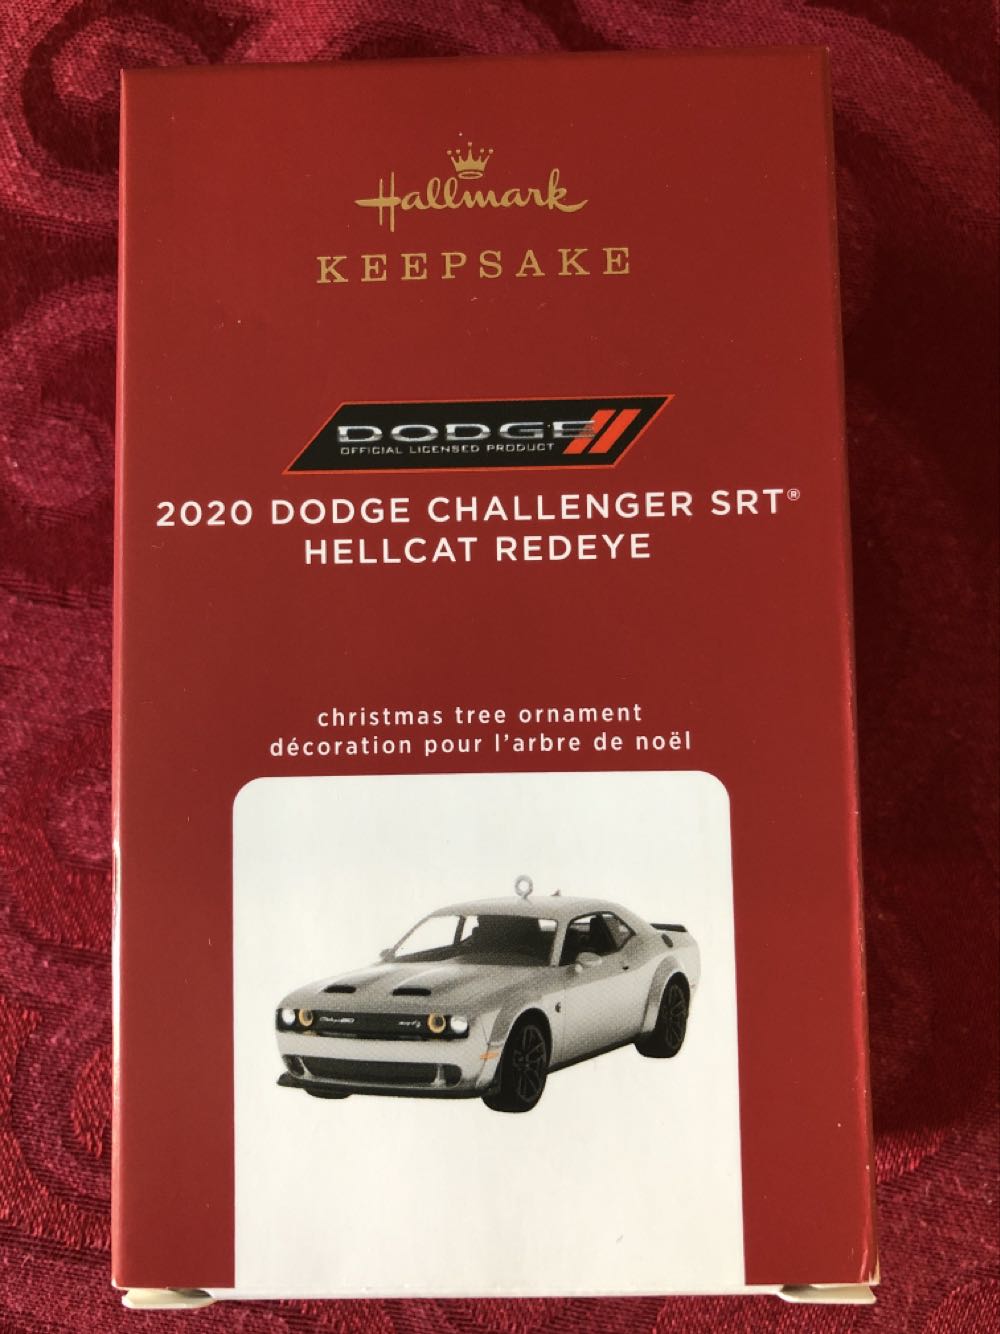 Hallmark
KEEPSAKE
DODGE
OFFICIAL LICENSED PRODUCT
2020 DODGE CHALLENGER SRT®
HELLCAT REDEYE
christmas tree ornament
décoration pour l'arbre de noël